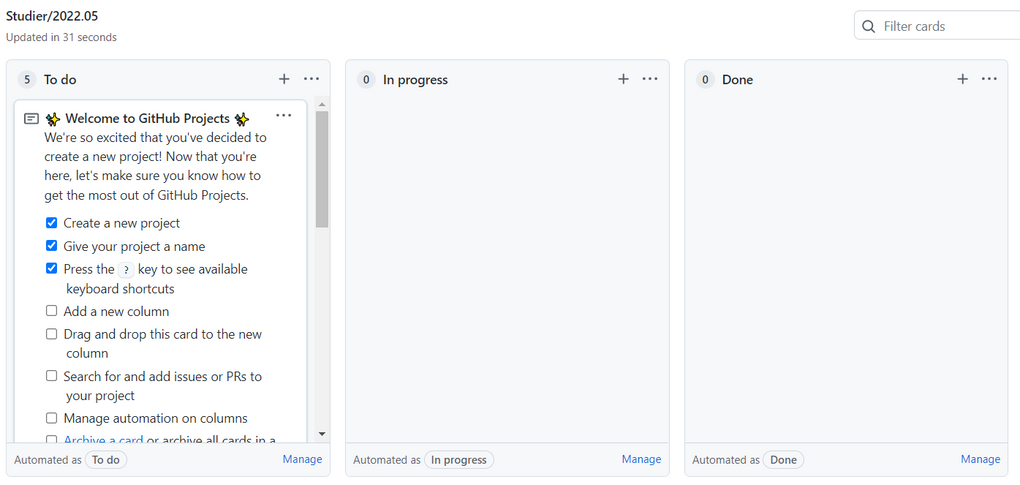 Studier/2022.05
Updated in 31 seconds
Filter cards
5 To do
✨ Welcome to GitHub Projects ✨
We're so excited that you've decided to
create a new project! Now that you're
here, let's make sure you know how to
get the most out of GitHub Projects.
Create a new project
Give your project a name
Press the ? key to see available
keyboard shortcuts
Add a new column
Drag and drop this card to the new
column
Search for and add issues or PRs to
your project
Manage automation on columns
Archive a card or archive all cards in a
Automated as To do Manage
0 In progress
Automated as In progress Manage
0 Done
Automated as Done Manage